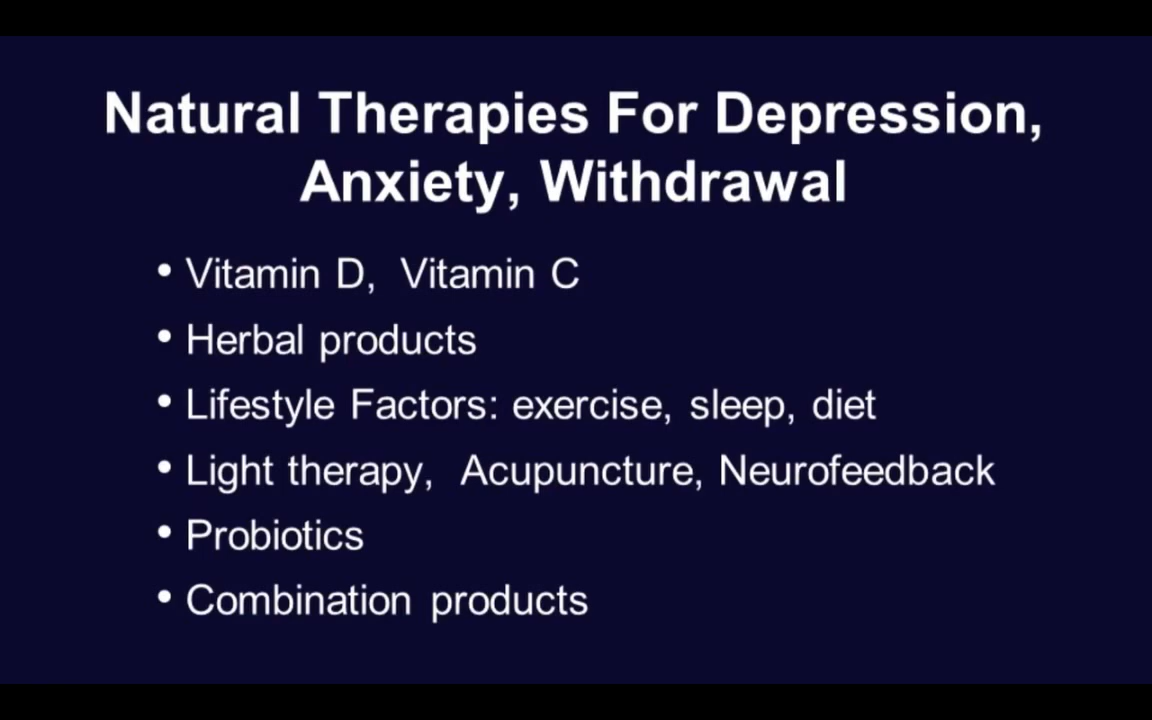 Natural Therapies For Depression,
Anxiety, Withdrawal
• Vitamin D, Vitamin C
• Herbal products
• Lifestyle Factors: exercise, sleep, diet
• Light therapy, Acupuncture, Neurofeedback
• Probiotics
• Combination products